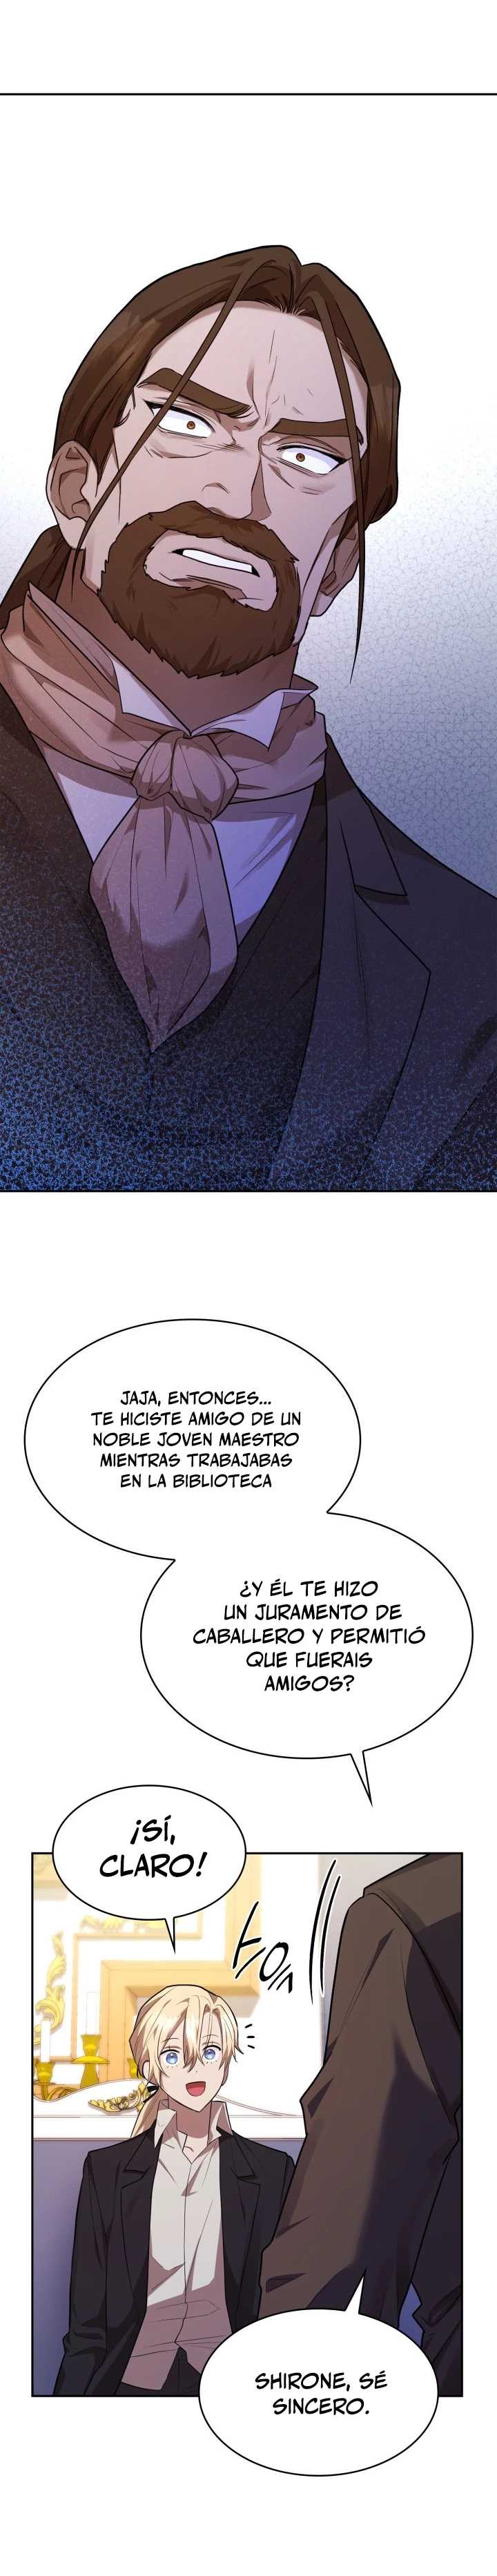 JAJA, ENTONCES...
TE HICISTE AMIGO DE UN
NOBLE JOVEN MAESTRO
MIENTRAS TRABAJABAS
EN LA BIBLIOTECA
¿Y ÉL TE HIZO
UN JURAMENTO DE
CABALLERO Y PERMITIÓ
QUE FUERAIS
AMIGOS?
¡SÍ,
CLARO!
SHIRONE, SÉ
SINCERO.